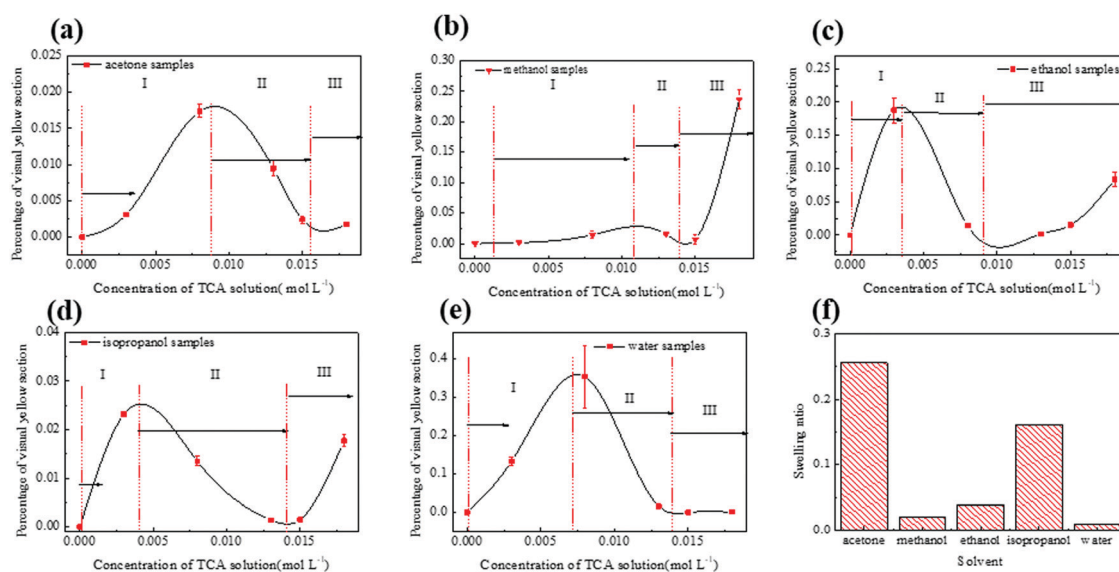 (a)
acetone samples
I
II
III
0.025
0.020
0.015
0.010
0.005
0.000
Percentage of visual yellow section
0.000
0.005
0.010
0.015
Concentration of TCA solution( mol L-1)
(b)
methanol samples
I
II
III
0.30
0.25
0.20
0.15
0.10
0.05
0.00
Percentage of visual yellow section
0.000
0.005
0.010
0.015
Concentration of TCA solution(mol L-1)
(c)
ethanol samples
I
II
III
0.25
0.20
0.15
0.10
0.05
0.00
Percentage of visual yellow section
0.000
0.005
0.010
0.015
Concentration of TCA solution(mol L-1)
(d)
isopropanol samples
I
II
III
0.04
0.03
0.02
0.01
0.00
Percentage of visual yellow section
0.000
0.005
0.010
0.015
Concentration of TCA solution(mol L-1)
(e)
water samples
I
II
III
0.4
0.3
0.2
0.1
0.0
Percentage of visual yellow section
0.000
0.005
0.010
0.015
Concentration of TCA solution(mol L-1)
(f)
0.3
0.2
0.1
0.0
Swelling ratio
acetone
methanol
ethanol
isopropanol
water
Solvent